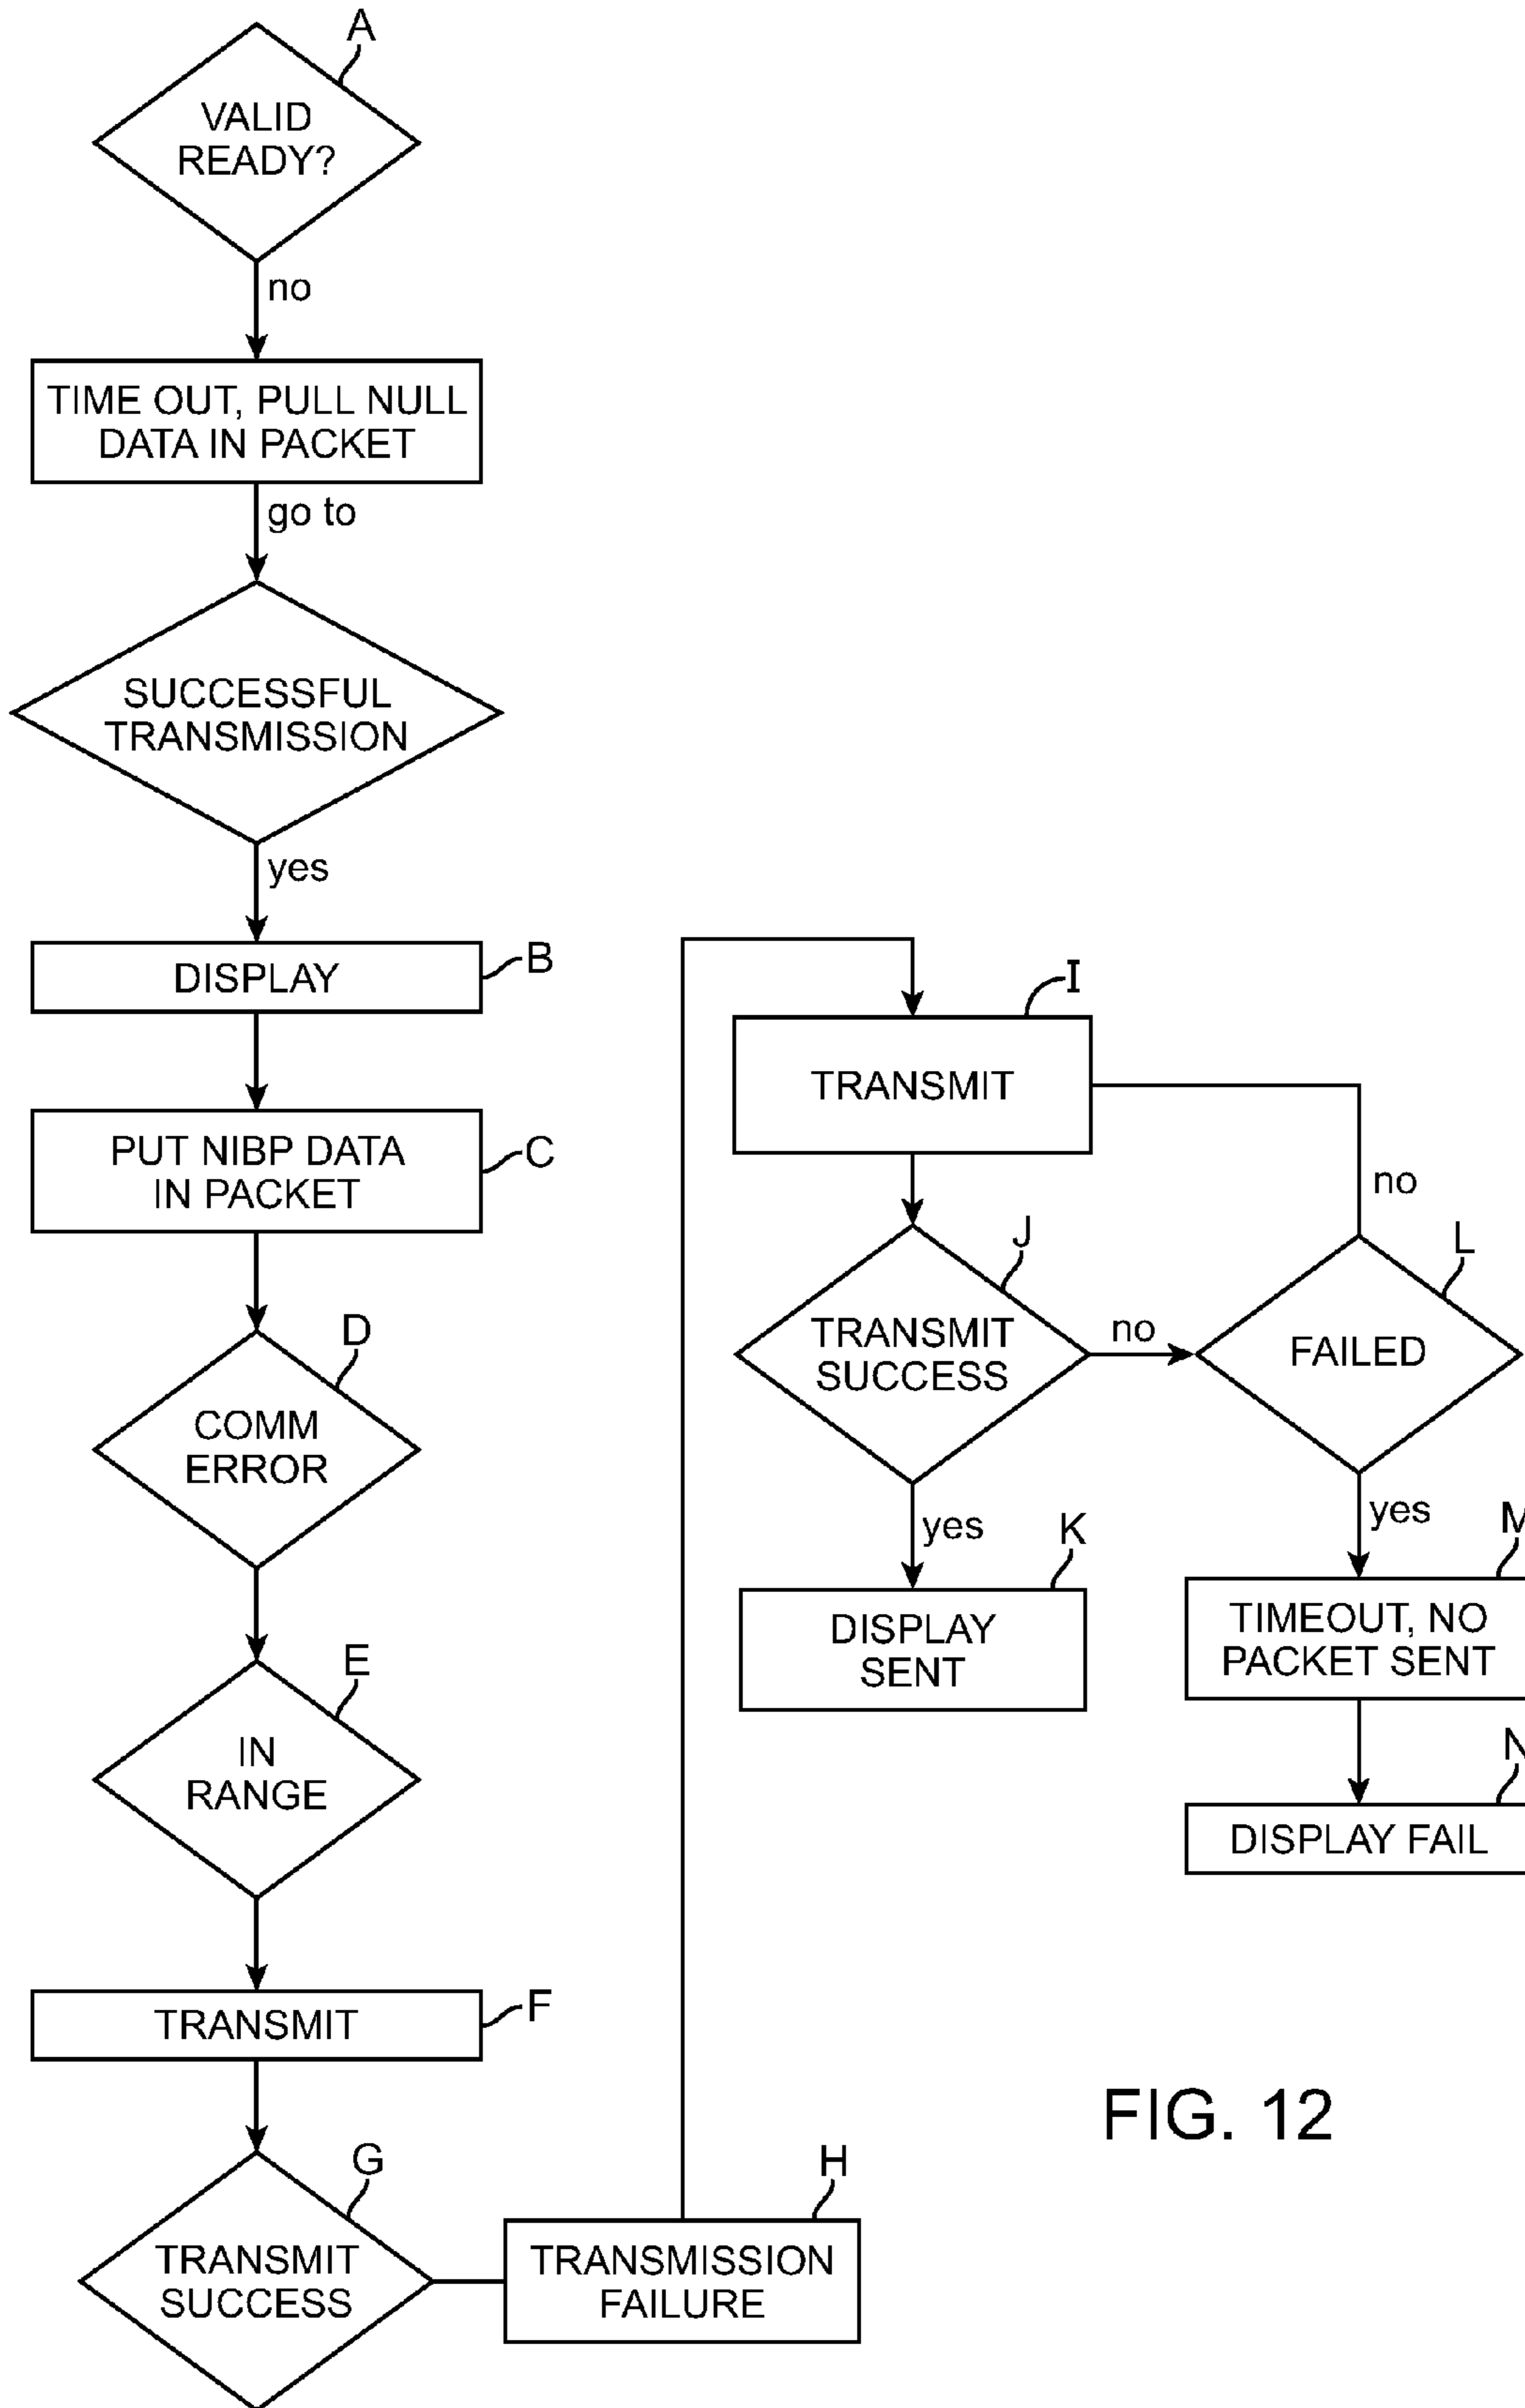 A
VALID
READY?
no
TIME OUT, PULL NULL
DATA IN PACKET
go to
SUCCESSFUL
TRANSMISSION
yes
DISPLAY
B
PUT NIBP DATA
IN PACKET
C
D
COMM
ERROR
E
IN
RANGE
TRANSMIT
F
G
TRANSMIT
SUCCESS
H
TRANSMISSION
FAILURE
I
TRANSMIT
J
TRANSMIT
SUCCESS
no
yes
K
DISPLAY
SENT
no
L
FAILED
yes
M
TIMEOUT, NO
PACKET SENT
N
DISPLAY FAIL
FIG. 12